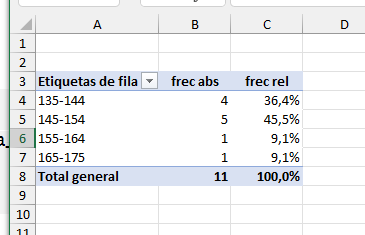 A B C D
1
2
3 Etiquetas de fila frec abs frec rel
4 135-144 4 36,4%
5 145-154 5 45,5%
6 155-164 1 9,1%
7 165-175 1 9,1%
8 Total general 11 100,0%
9
10
11